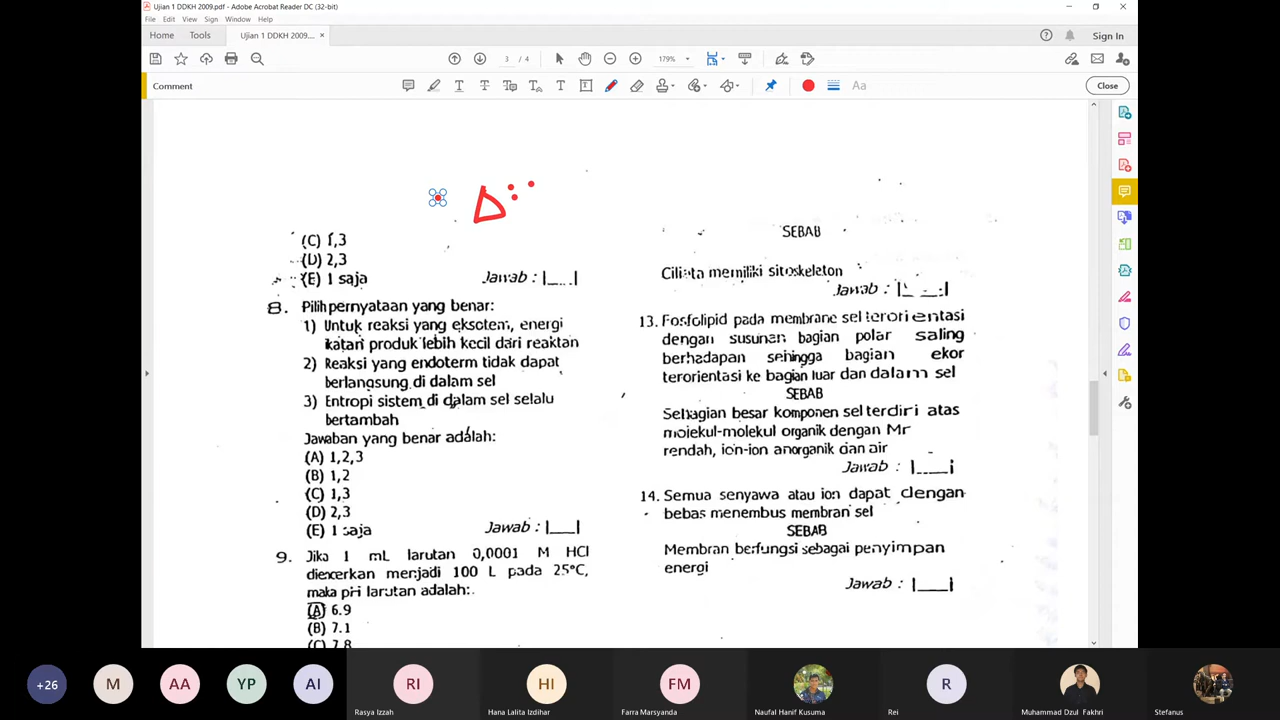 Ujian 1 DDKH 2009.pdf - Adobe Acrobat Reader DC (32-bit)
File Edit View Sign Window Help
Home Tools Ujian 1 DDKH 2009.... × Sign In
3 / 4 179%
Comment Aa Close
D
(C) 1,3
(D) 2,3
(E) 1 saja Jawab : |___|
8. Pilih pernyataan yang benar:
1) Untuk reaksi yang eksotem, energi
ikatan produk lebih kecil dari reaktan
2) Reaksi yang endoterm tidak dapat
berlangsung di dalam sel
3) Entropi sistem di dalam sel selalu
bertambah
Jawaban yang benar adalah:
(A) 1,2,3
(B) 1,2
(C) 1,3
(D) 2,3
(E) 1 saja Jawab : |___|
9. Jika 1 mL larutan 0,0001 M HCl
diencerkan menjadi 100 L pada 25°C,
maka pH larutan adalah:
(A) 6.9
(B) 7.1
(C) 7.8
SEBAB
Ciliata memiliki sitoskeleton
Jawab : |___|
13. Fosfolipid pada membrane sel terorientasi
dengan susunan bagian polar saling
berhadapan sehingga bagian ekor
terorientasi ke bagian luar dan dalam sel
SEBAB
Sebagian besar komponen sel terdiri atas
molekul-molekul organik dengan Mr
rendah, ion-ion anorganik dan air
Jawab : |___|
14. Semua senyawa atau ion dapat dengan
bebas menembus membran sel
SEBAB
Membran berfungsi sebagai penyimpan
energi
Jawab : |___|
+26 M AA YP AI RI HI FM R
Rasya Izzah Hana Lalita Izdihar Farra Marsyanda Naufal Hanif Kusuma Rei Muhammad Dzul Fakhri Stefanus